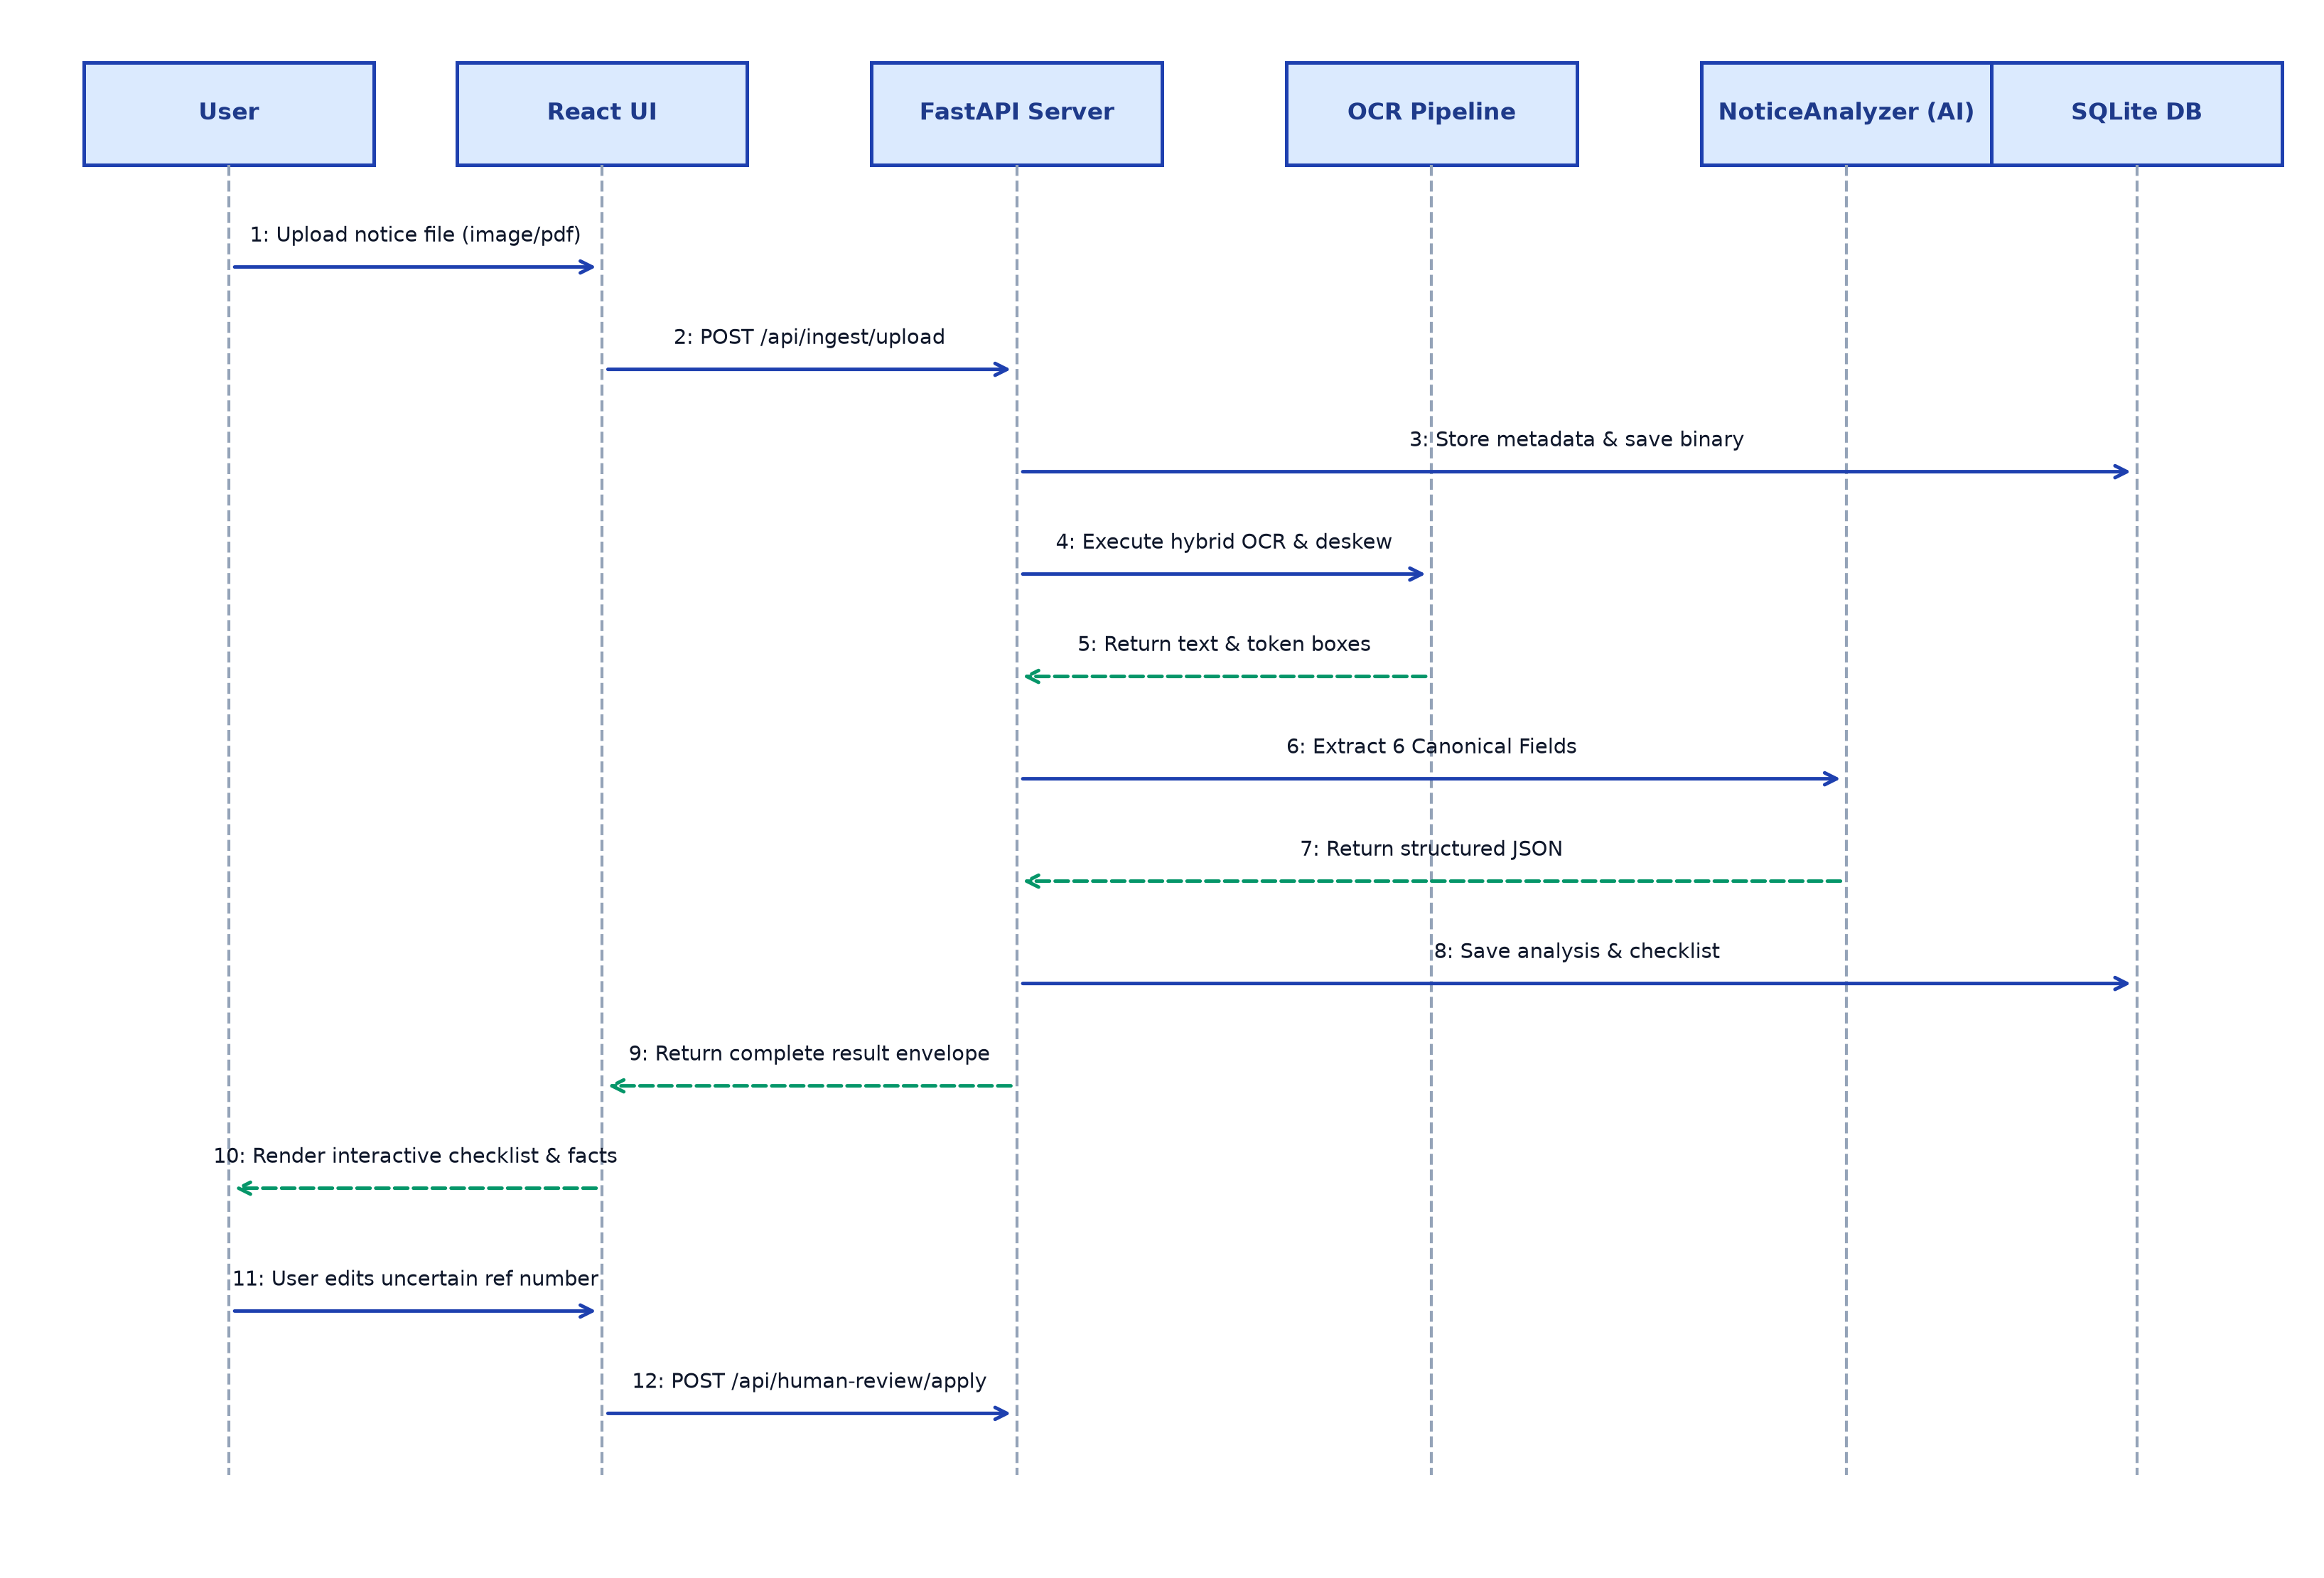 User
React UI
FastAPI Server
OCR Pipeline
NoticeAnalyzer (AI)
SQLite DB
1: Upload notice file (image/pdf)
2: POST /api/ingest/upload
3: Store metadata & save binary
4: Execute hybrid OCR & deskew
5: Return text & token boxes
6: Extract 6 Canonical Fields
7: Return structured JSON
8: Save analysis & checklist
9: Return complete result envelope
10: Render interactive checklist & facts
11: User edits uncertain ref number
12: POST /api/human-review/apply